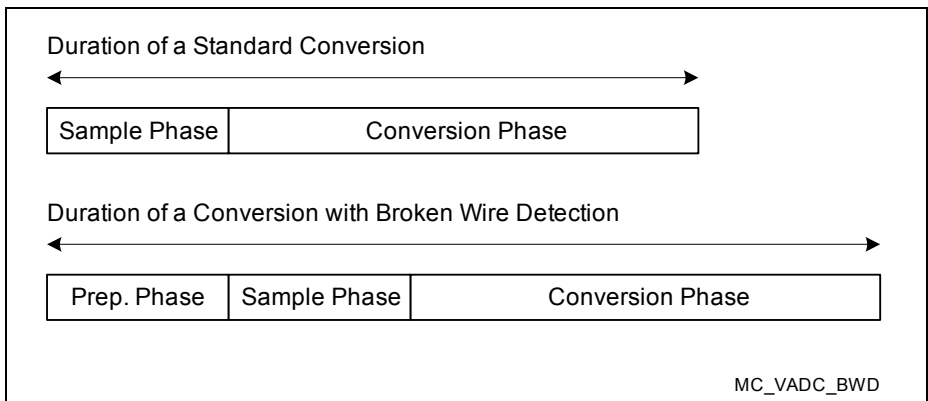 Duration of a Standard Conversion
Sample Phase Conversion Phase
Duration of a Conversion with Broken Wire Detection
Prep. Phase Sample Phase Conversion Phase
MC_VADC_BWD